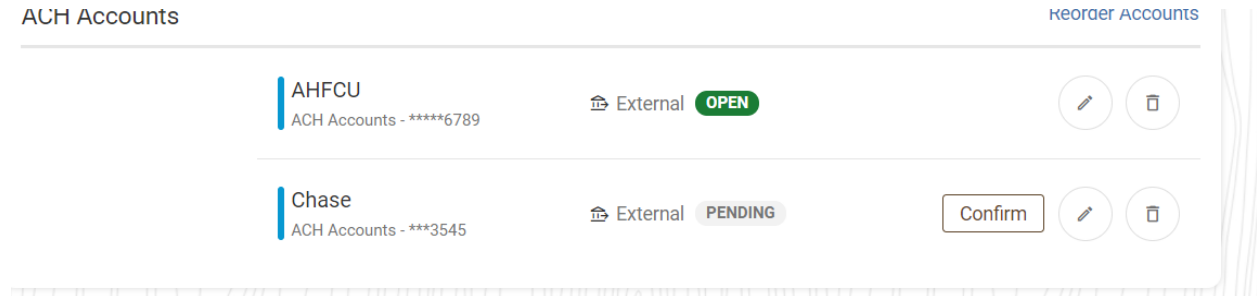 ACH Accounts
Reorder Accounts
AHFCU
ACH Accounts - *****6789
External OPEN
Chase
ACH Accounts - ***3545
External PENDING
Confirm